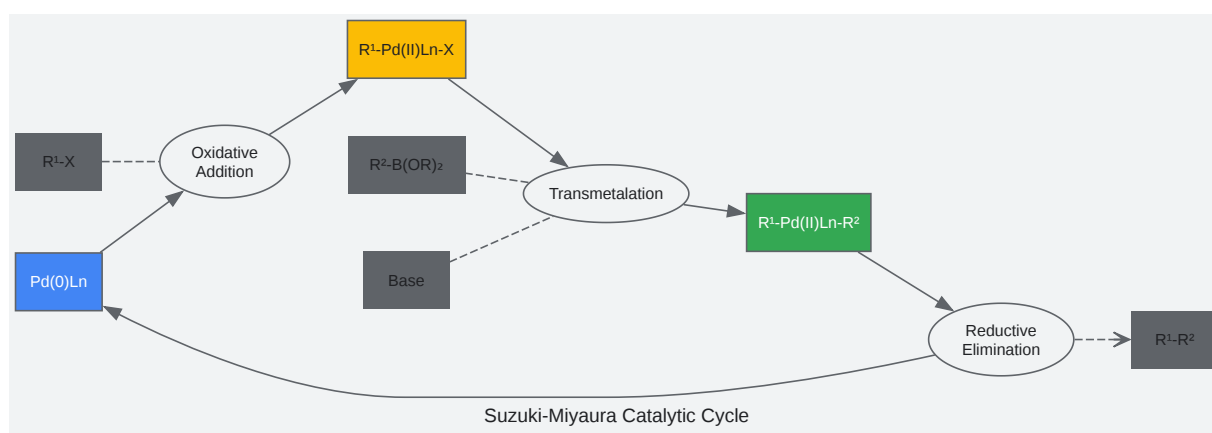 R¹-Pd(II)Ln-X
R¹-X
Oxidative
Addition
R²-B(OR)₂
Transmetalation
R¹-Pd(II)Ln-R²
Pd(0)Ln
Base
Reductive
Elimination
R¹-R²
Suzuki-Miyaura Catalytic Cycle